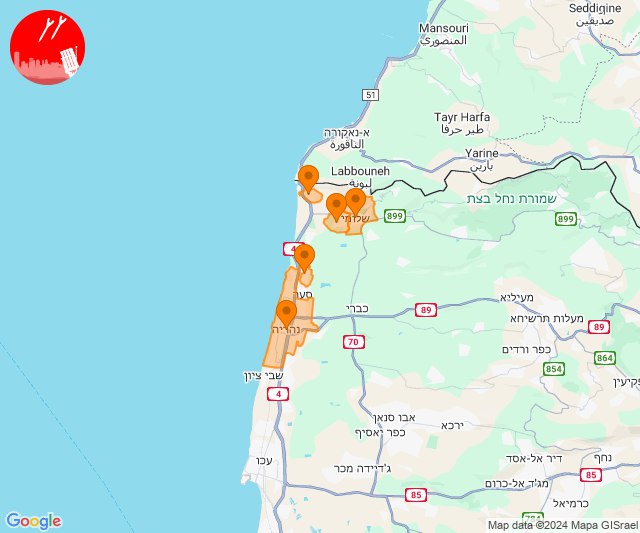 Seddigine
صديقين
Mansouri
المنصوري
51
Tayr Harfa
طير حرفا
א-נאקורה
الناقورة
Yarine
يارين
Labbouneh
لبونة
שמורת נחל בצת
שלומי
899
899
4
סער
כברי
89
מעיליא
מעלות תרשיחא
89
נהריה
70
כפר ורדים
864
854
שבי ציון
4
פקיעין
אבו סנאן
ירכא
כפר יאסיף
עכו
ג'דיידה מכר
דיר אל-אסד
נחף
85
85
מג'ד אל-כרום
כרמיאל
784
Google
Map data ©2024 Mapa GISrael